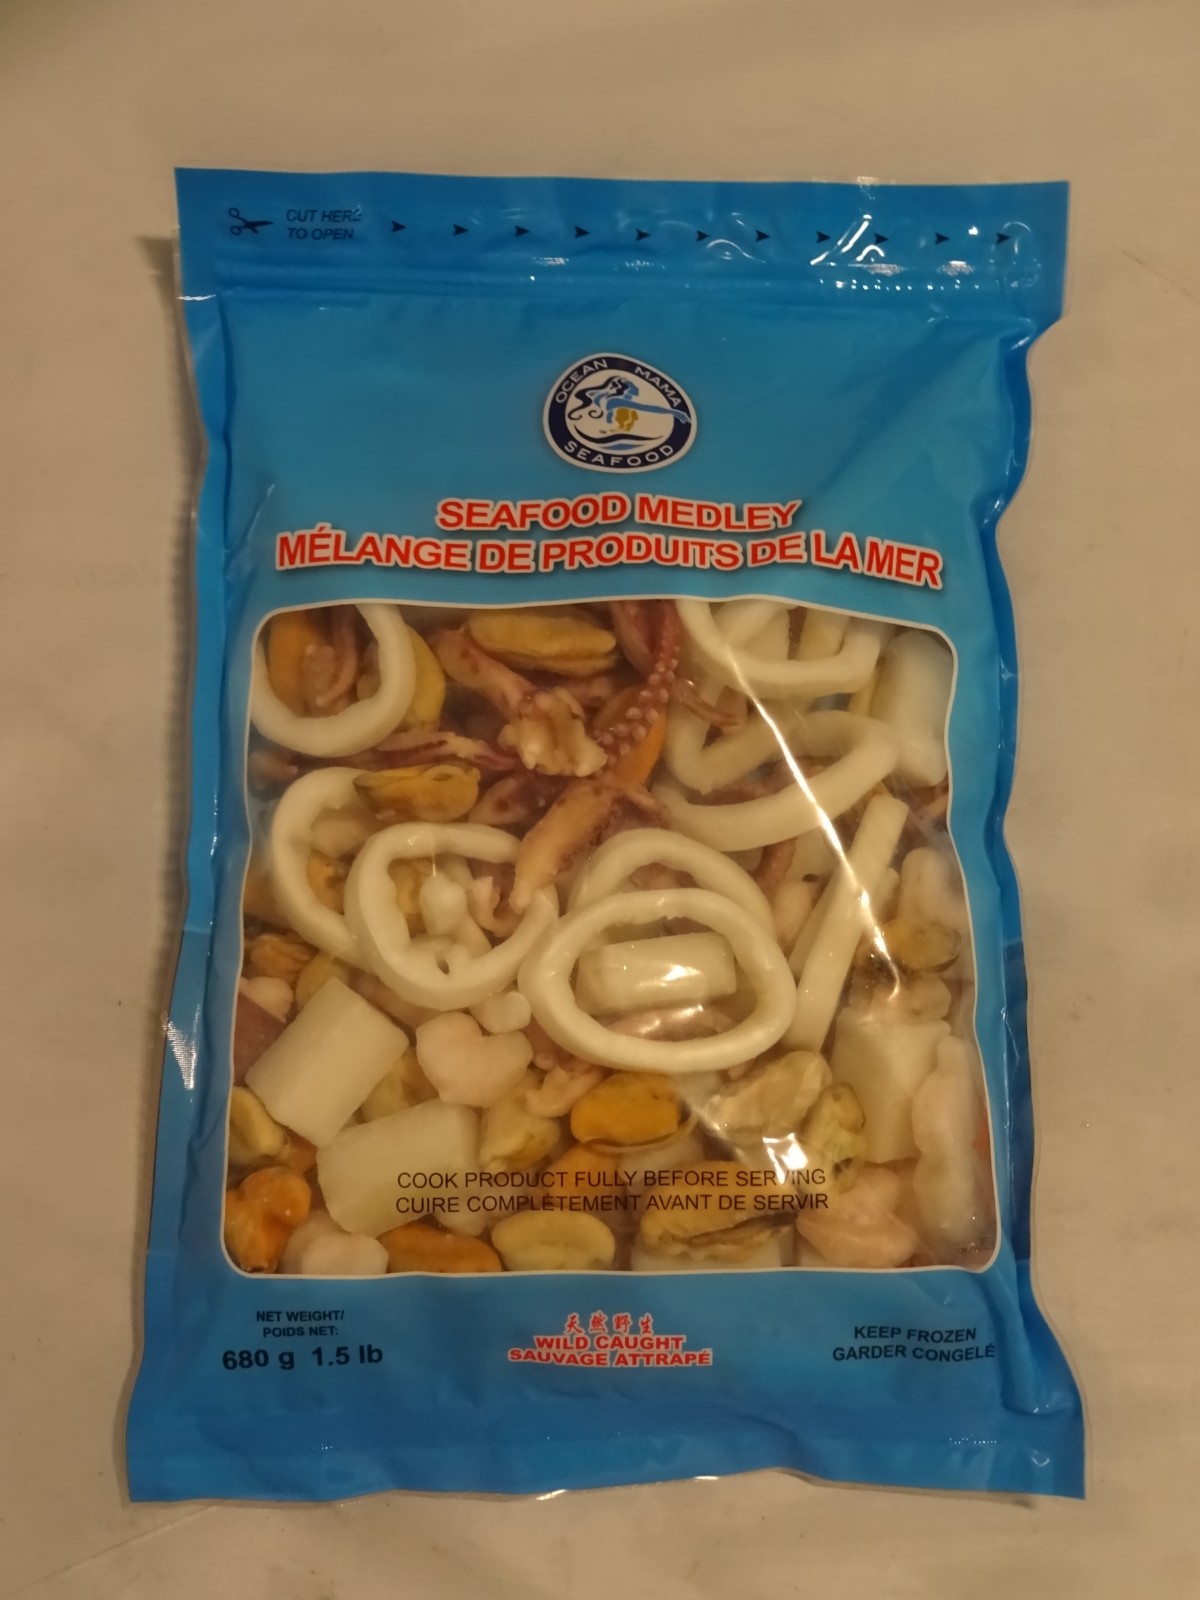 CUT HERE
TO OPEN
OCEAN MAMA
SEAFOOD
SEAFOOD MEDLEY
MÉLANGE DE PRODUITS DE LA MER
COOK PRODUCT FULLY BEFORE SERVING
CUIRE COMPLÈTEMENT AVANT DE SERVIR
NET WEIGHT/
POIDS NET:
680 g 1.5 lb
天然野生
WILD CAUGHT
SAUVAGE ATTRAPÉ
KEEP FROZEN
GARDER CONGELÉ